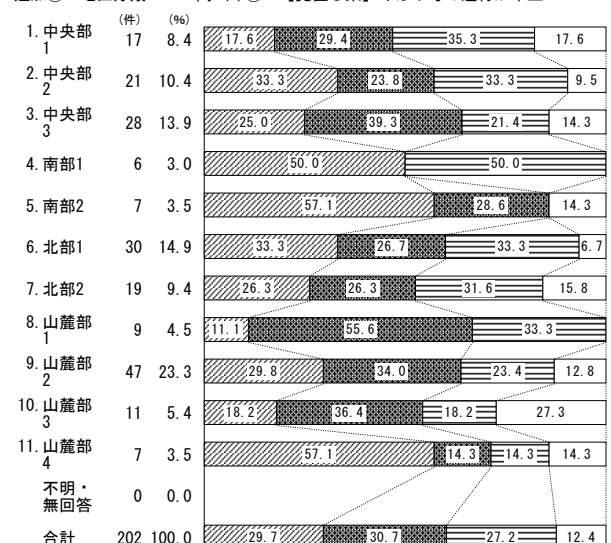 (件) (%)
1. 中央部1 17 8.4 17.6 29.4 35.3 17.6
2. 中央部2 21 10.4 33.3 23.8 33.3 9.5
3. 中央部3 28 13.9 25.0 39.3 21.4 14.3
4. 南部1 6 3.0 50.0 50.0
5. 南部2 7 3.5 57.1 28.6 14.3
6. 北部1 30 14.9 33.3 26.7 33.3 6.7
7. 北部2 19 9.4 26.3 26.3 31.6 15.8
8. 山麓部1 9 4.5 11.1 55.6 33.3
9. 山麓部2 47 23.3 29.8 34.0 23.4 12.8
10. 山麓部3 11 5.4 18.2 36.4 18.2 27.3
11. 山麓部4 7 3.5 57.1 14.3 14.3 14.3
不明・無回答 0 0.0
合計 202 100.0 29.7 30.7 27.2 12.4